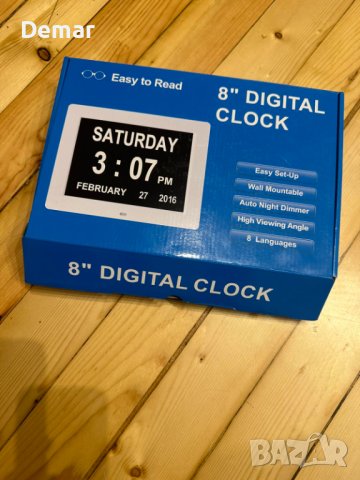 Demar
Easy to Read
8" DIGITAL
CLOCK
SATURDAY
3 : 07 PM
FEBRUARY 27 2016
Easy Set-Up
Wall Mountable
Auto Night Dimmer
High Viewing Angle
8 Languages
8" DIGITAL CLOCK
BAZAR